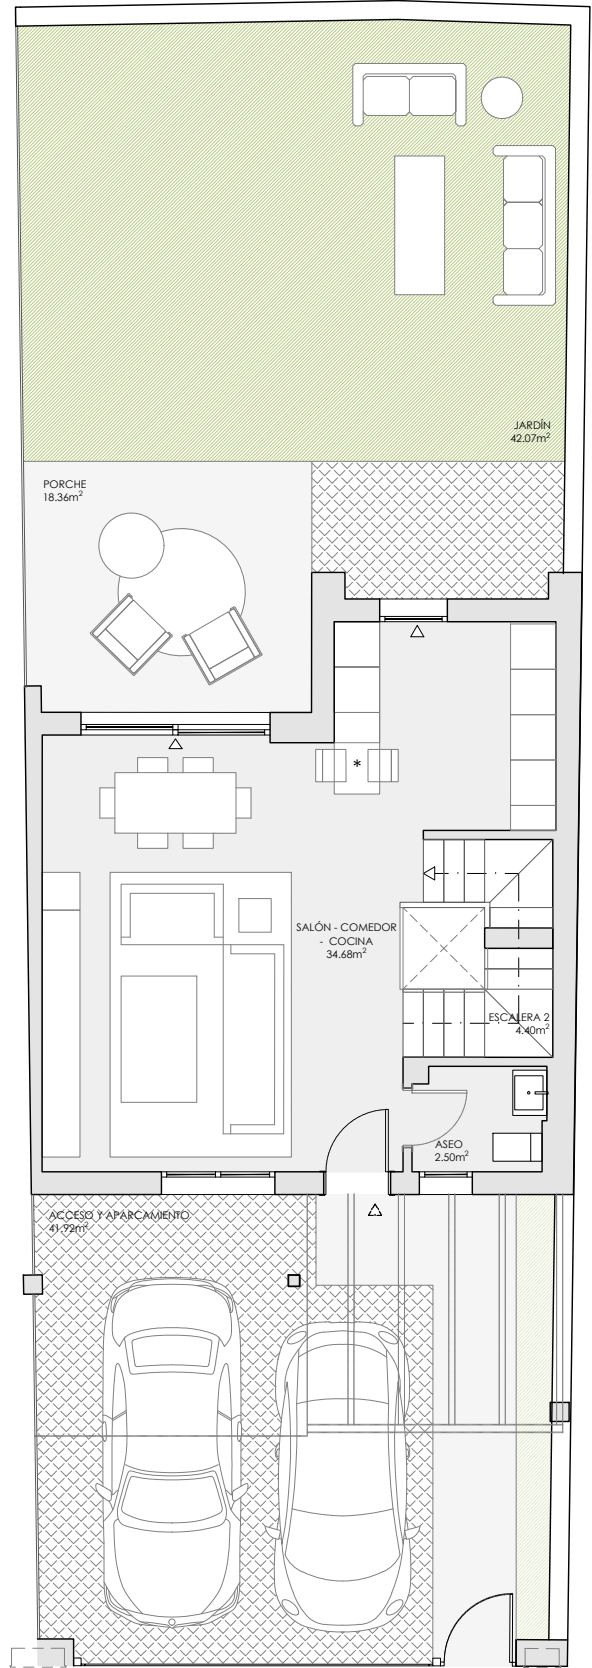 JARDÍN
42.07m²
PORCHE
18.36m²
*
SALÓN - COMEDOR
- COCINA
34.68m²
ESCALERA 2
4.40m²
ASEO
2.50m²
ACCESO Y APARCAMIENTO
41.92m²